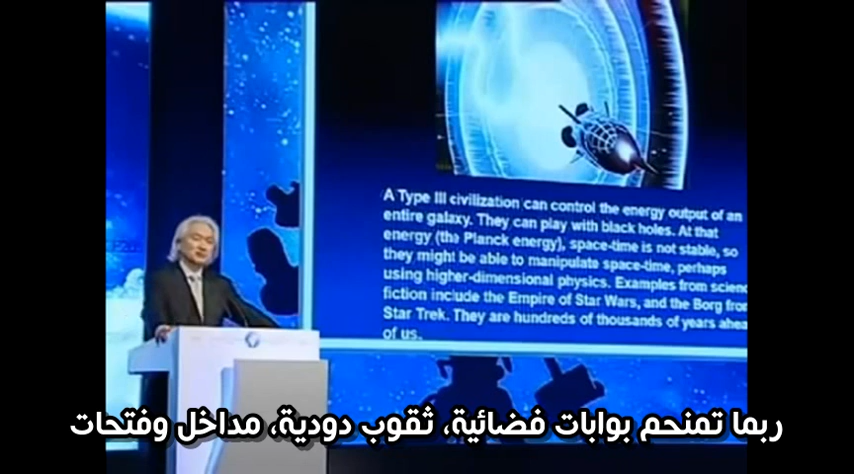 A Type III civilization can control the energy output of an
entire galaxy. They can play with black holes. At that
energy (the Planck energy), space-time is not stable, so
they might be able to manipulate space-time, perhaps
using higher-dimensional physics. Examples from scienc
fiction include the Empire of Star Wars, and the Borg fron
Star Trek. They are hundreds of thousands of years ahea
of us.
ربما تمنحم بوابات فضائية، ثقوب دودية، مداخل وفتحات